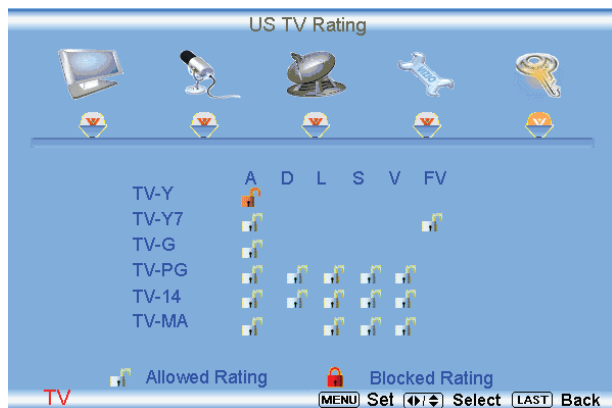 US TV Rating
A D L S V FV
TV-Y
TV-Y7
TV-G
TV-PG
TV-14
TV-MA
Allowed Rating Blocked Rating
TV MENU Set Select LAST Back